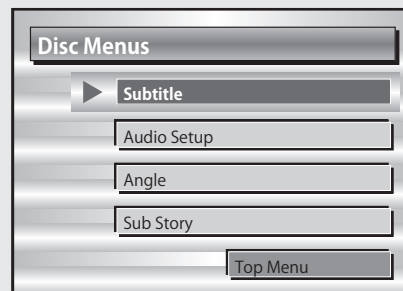 Disc Menus
Subtitle
Audio Setup
Angle
Sub Story
Top Menu